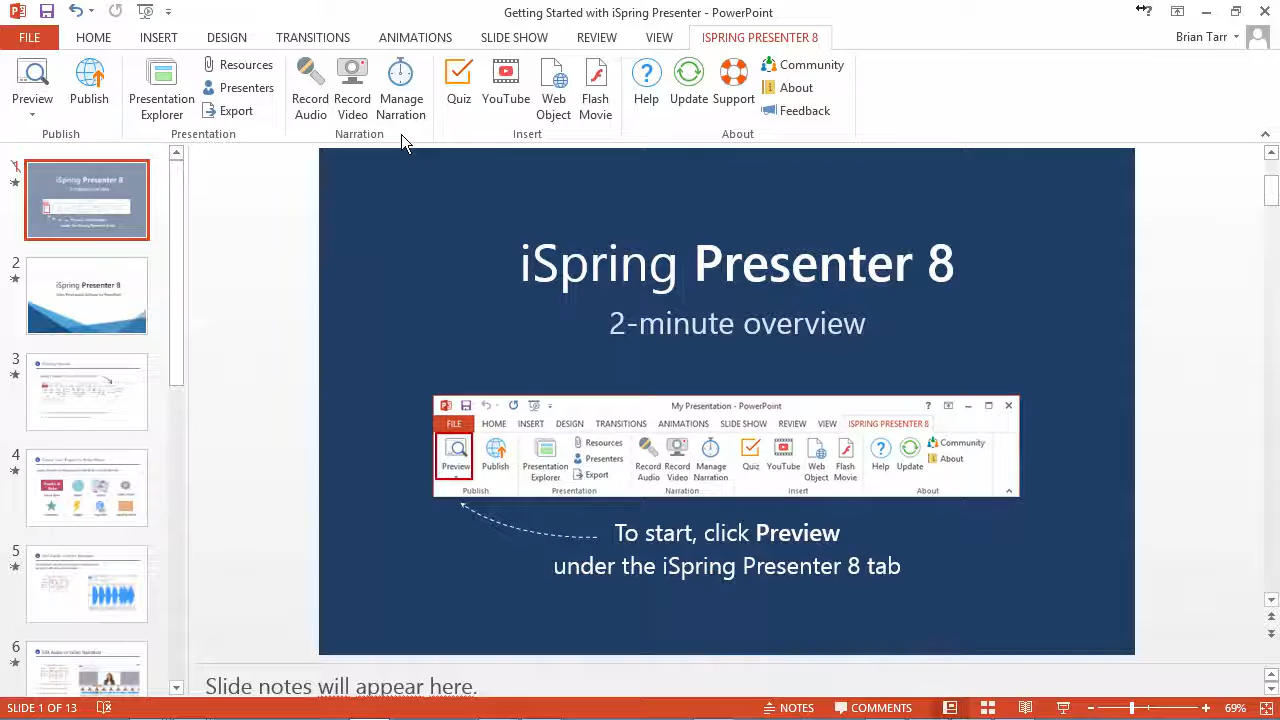 Getting Started with iSpring Presenter - PowerPoint
FILE HOME INSERT DESIGN TRANSITIONS ANIMATIONS SLIDE SHOW REVIEW VIEW ISPRING PRESENTER 8
Brian Tarr
Preview
Publish
Publish
Presentation Explorer
Resources
Presenters
Export
Presentation
Record Audio
Record Video
Manage Narration
Narration
Quiz
YouTube
Web Object
Flash Movie
Insert
Help
Update
Support
Community
About
Feedback
About
1
2
iSpring Presenter 8
3
4
5
6
iSpring Presenter 8
2-minute overview
My Presentation - PowerPoint
FILE HOME INSERT DESIGN TRANSITIONS ANIMATIONS SLIDE SHOW REVIEW VIEW ISPRING PRESENTER 8
Preview
Publish
Publish
Presentation Explorer
Resources
Presenters
Export
Presentation
Record Audio
Record Video
Manage Narration
Narration
Quiz
YouTube
Web Object
Flash Movie
Insert
Help
Update
Community
About
About
To start, click Preview
under the iSpring Presenter 8 tab
Slide notes will appear here.
SLIDE 1 OF 13
NOTES
COMMENTS
69%